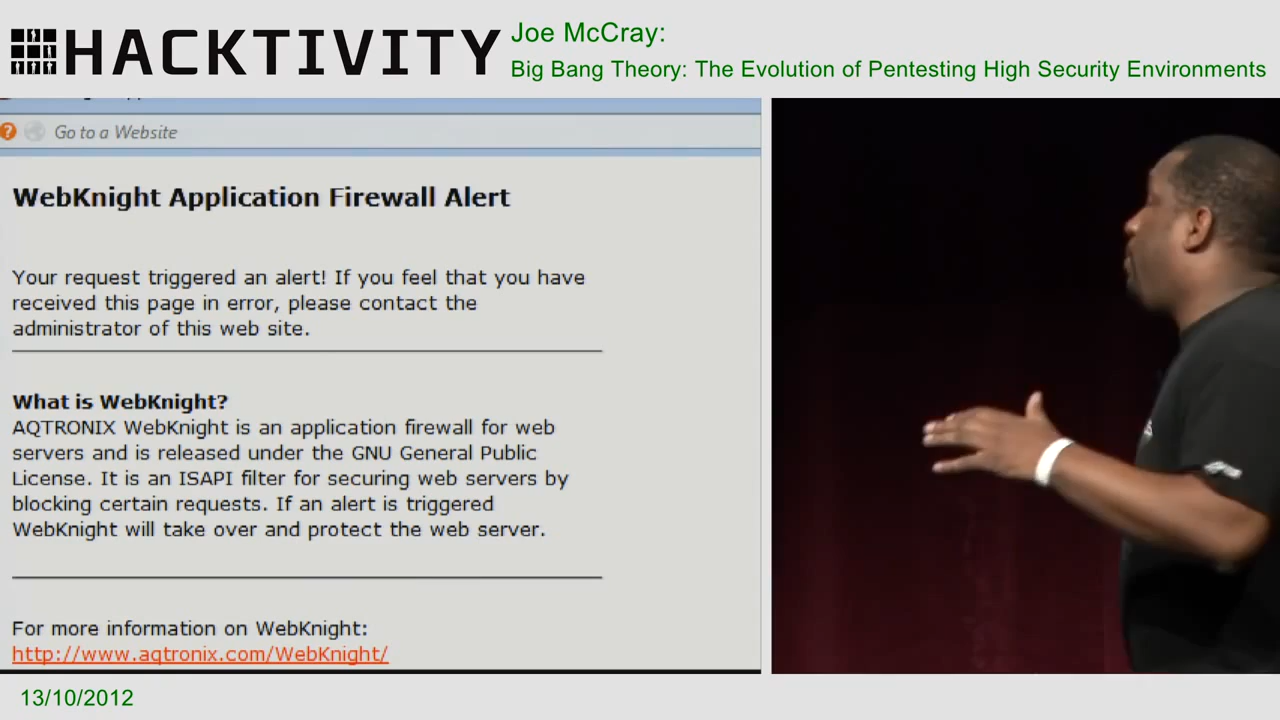 HACKTIVITY
Joe McCray:
Big Bang Theory: The Evolution of Pentesting High Security Environments
Go to a Website
WebKnight Application Firewall Alert
Your request triggered an alert! If you feel that you have
received this page in error, please contact the
administrator of this web site.
What is WebKnight?
AQTRONIX WebKnight is an application firewall for web
servers and is released under the GNU General Public
License. It is an ISAPI filter for securing web servers by
blocking certain requests. If an alert is triggered
WebKnight will take over and protect the web server.
For more information on WebKnight:
http://www.aqtronix.com/WebKnight/
13/10/2012